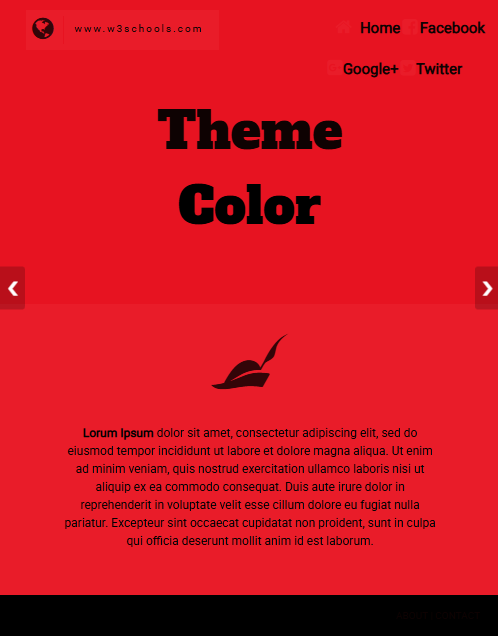 www.w3schools.com
Home Facebook
Google+ Twitter
Theme
Color
Lorum Ipsum dolor sit amet, consectetur adipiscing elit, sed do
eiusmod tempor incididunt ut labore et dolore magna aliqua. Ut enim
ad minim veniam, quis nostrud exercitation ullamco laboris nisi ut
aliquip ex ea commodo consequat. Duis aute irure dolor in
reprehenderit in voluptate velit esse cillum dolore eu fugiat nulla
pariatur. Excepteur sint occaecat cupidatat non proident, sunt in culpa
qui officia deserunt mollit anim id est laborum.